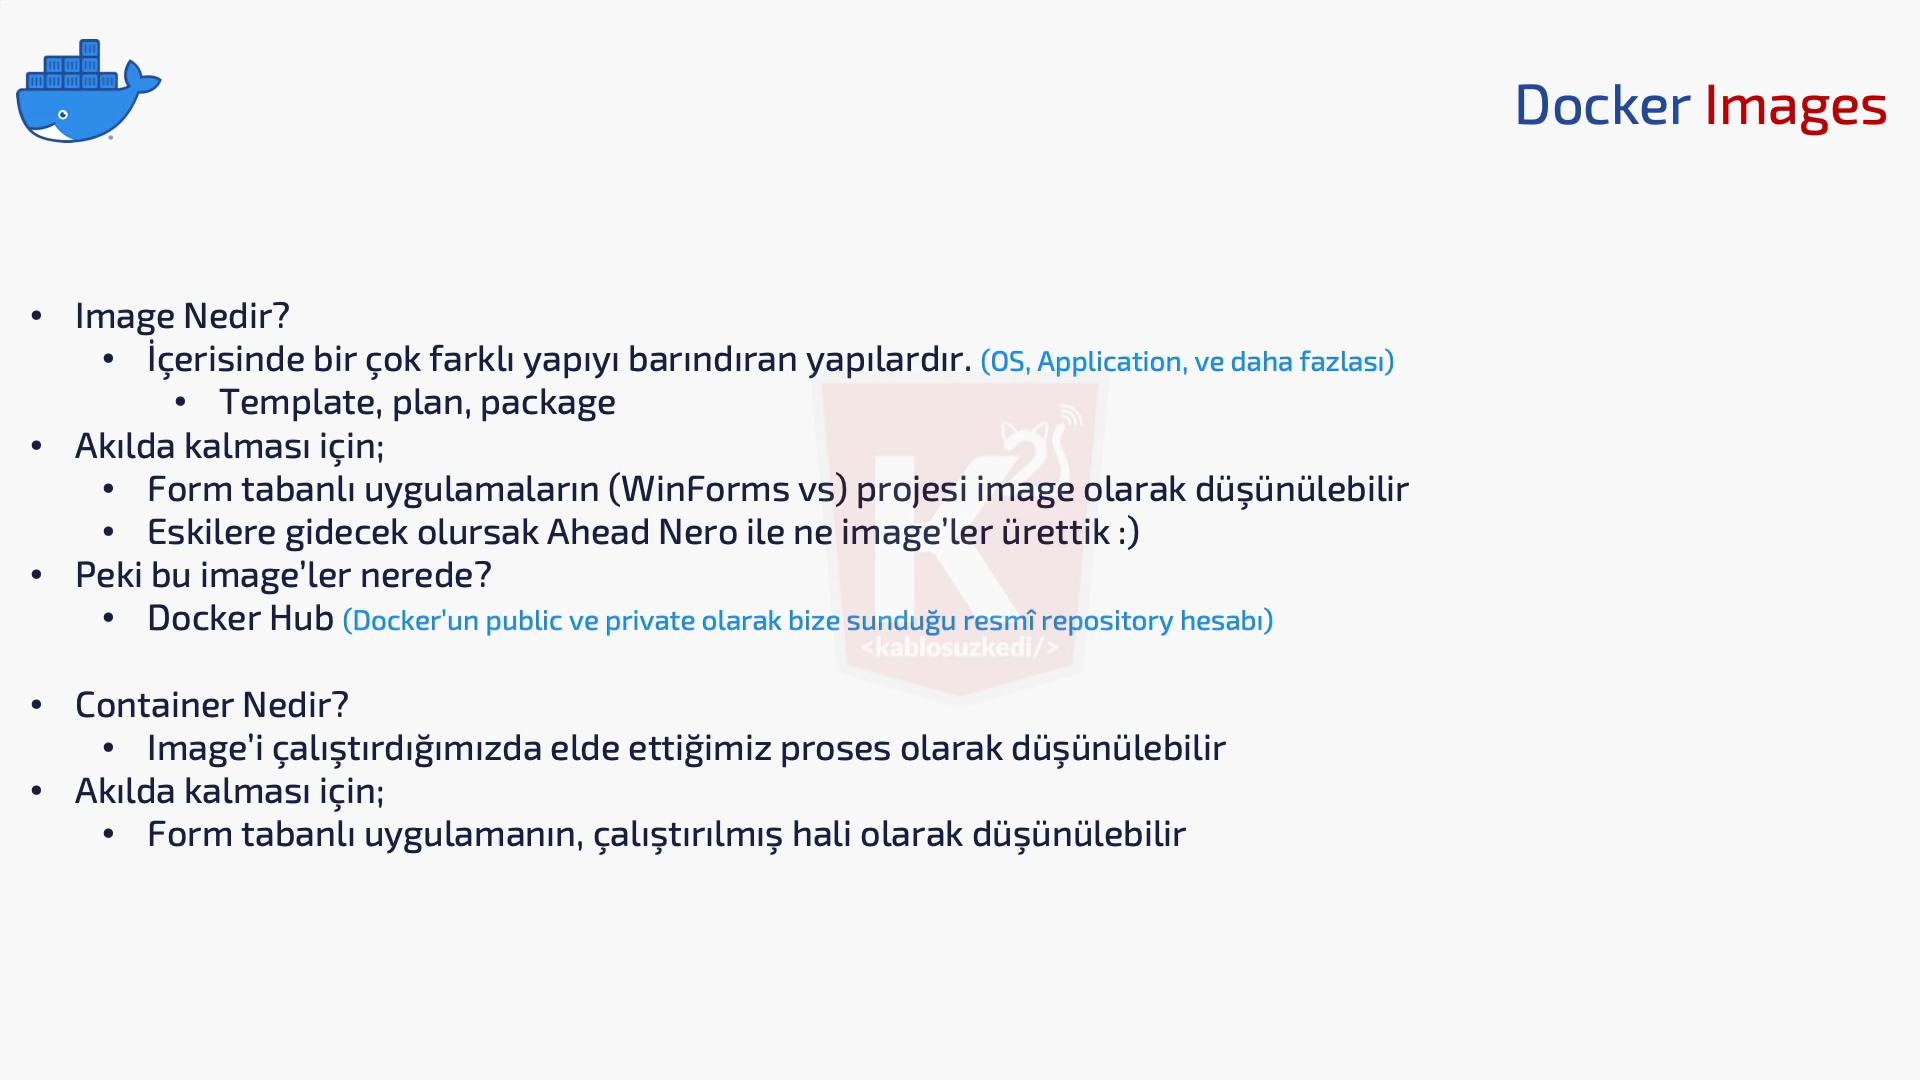 Docker Images
• Image Nedir?
• İçerisinde bir çok farklı yapıyı barındıran yapılardır. (OS, Application, ve daha fazlası)
• Template, plan, package
• Akılda kalması için;
• Form tabanlı uygulamaların (WinForms vs) projesi image olarak düşünülebilir
• Eskilere gidecek olursak Ahead Nero ile ne image’ler ürettik :)
• Peki bu image’ler nerede?
• Docker Hub (Docker’un public ve private olarak bize sunduğu resmî repository hesabı)
<kablosuzkedi/>
• Container Nedir?
• Image’i çalıştırdığımızda elde ettiğimiz proses olarak düşünülebilir
• Akılda kalması için;
• Form tabanlı uygulamanın, çalıştırılmış hali olarak düşünülebilir